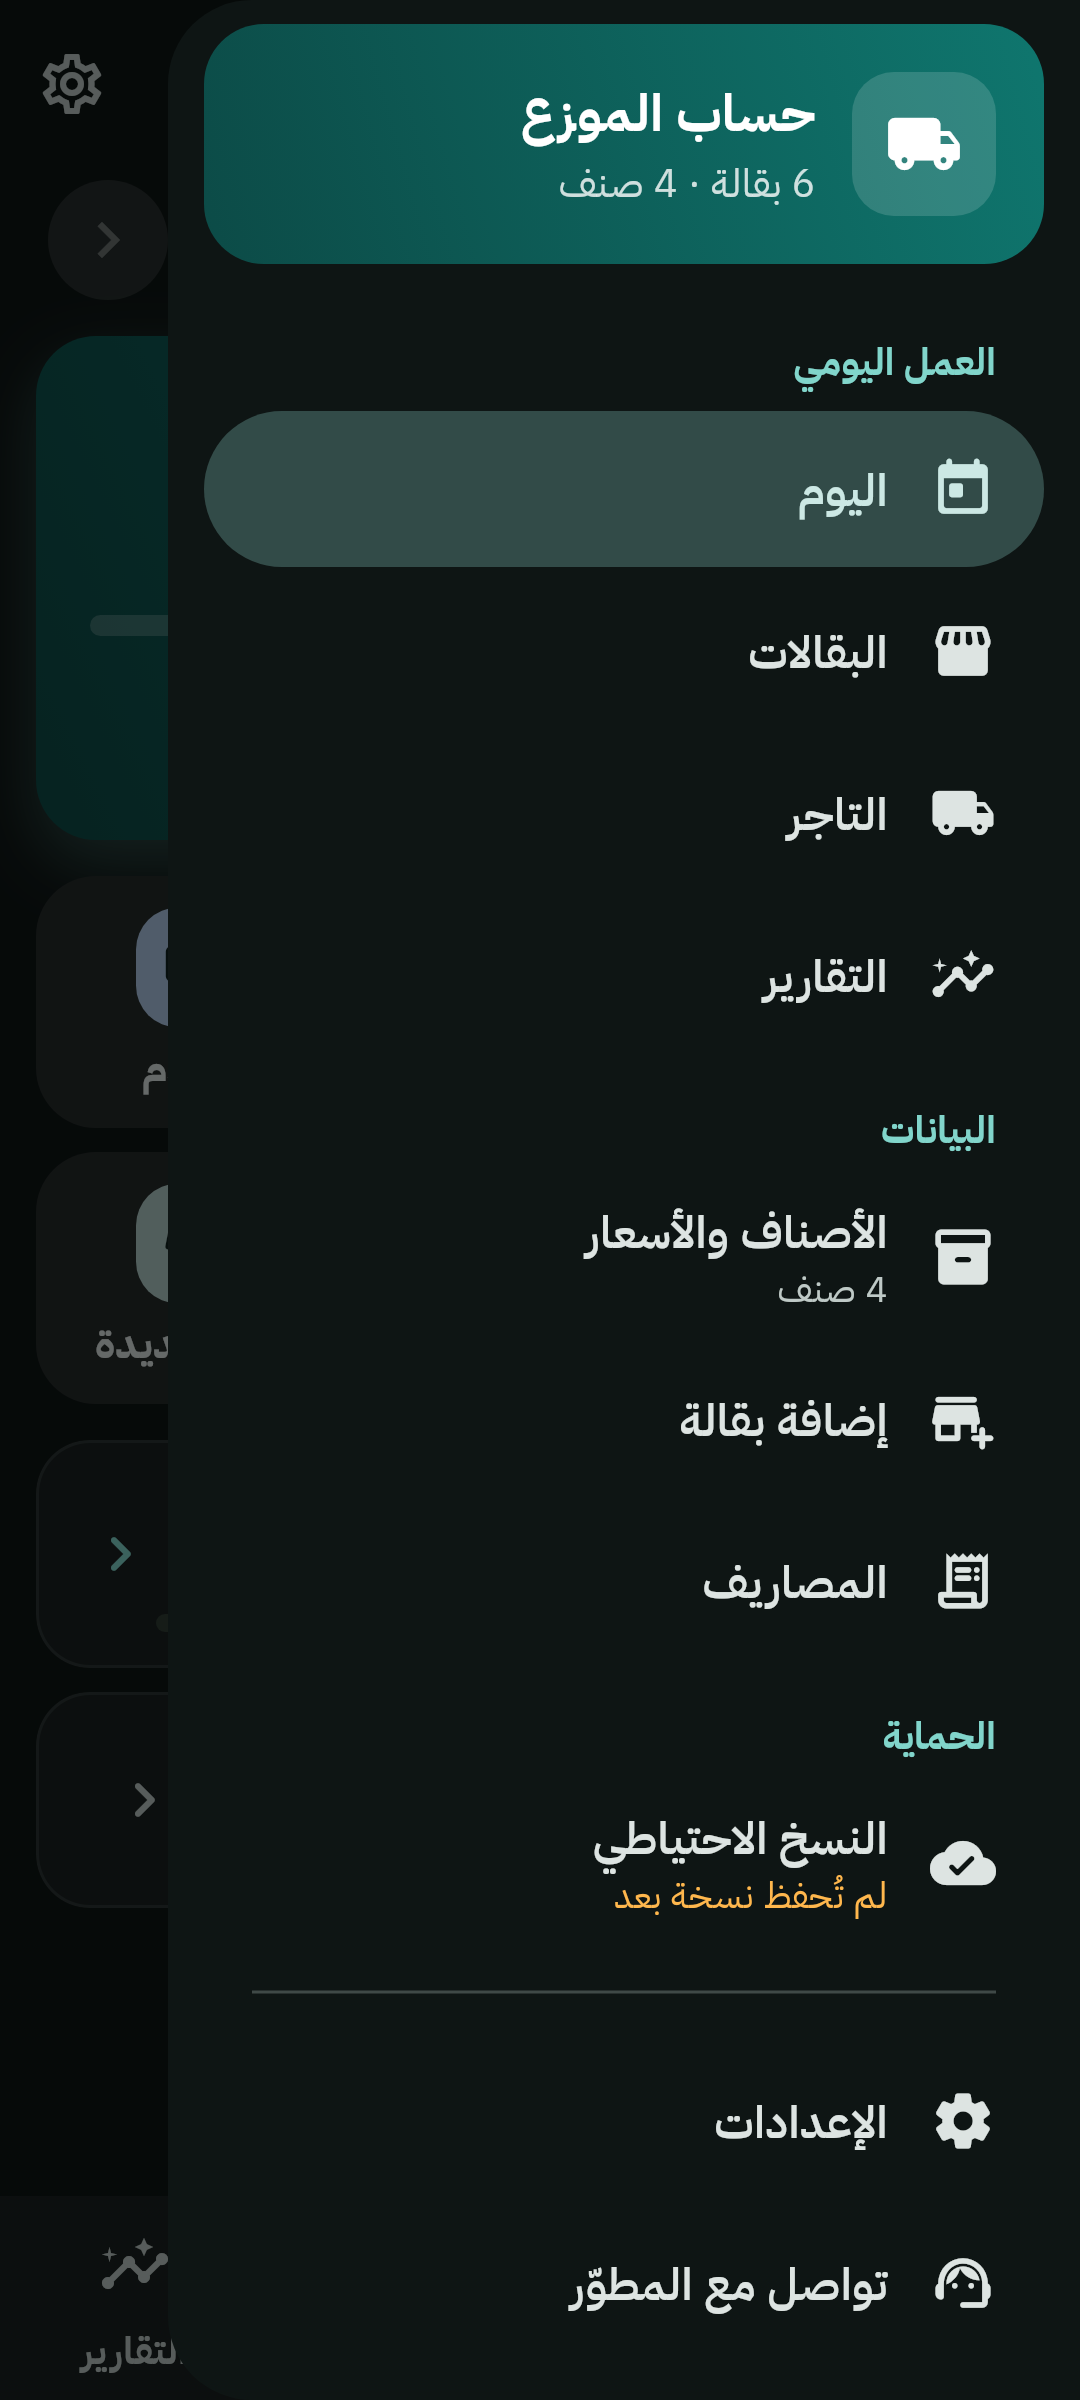 حساب الموزع
6 بقالة · 4 صنف
العمل اليومي
اليوم
البقالات
التاجر
التقارير
البيانات
الأصناف والأسعار
4 صنف
إضافة بقالة
المصاريف
الحماية
النسخ الاحتياطي
لم تُحفظ نسخة بعد
الإعدادات
تواصل مع المطوّر
التقارير